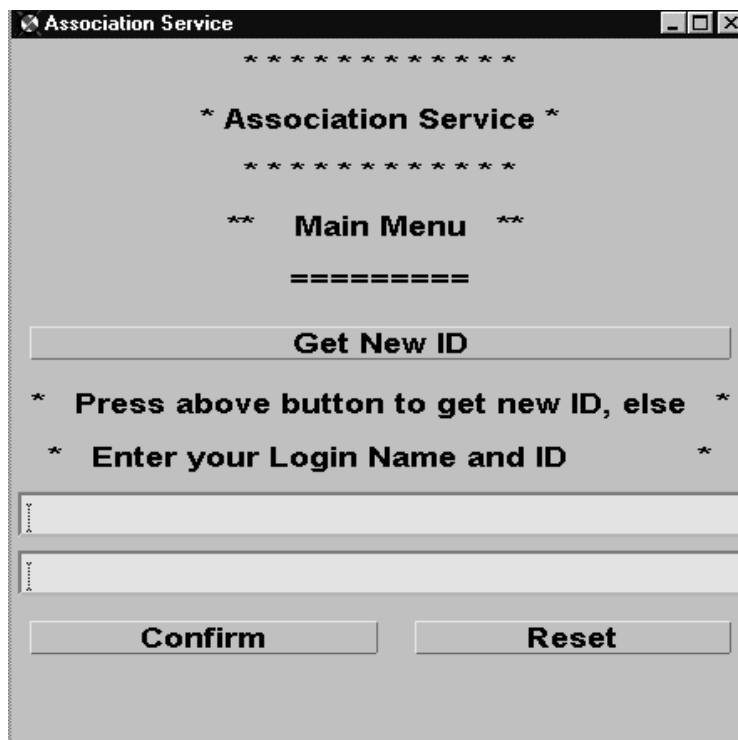 Association Service
* * * * * * * * * * * *
* Association Service *
* * * * * * * * * * * *
** Main Menu **
=========
Get New ID
* Press above button to get new ID, else *
* Enter your Login Name and ID *
Confirm Reset